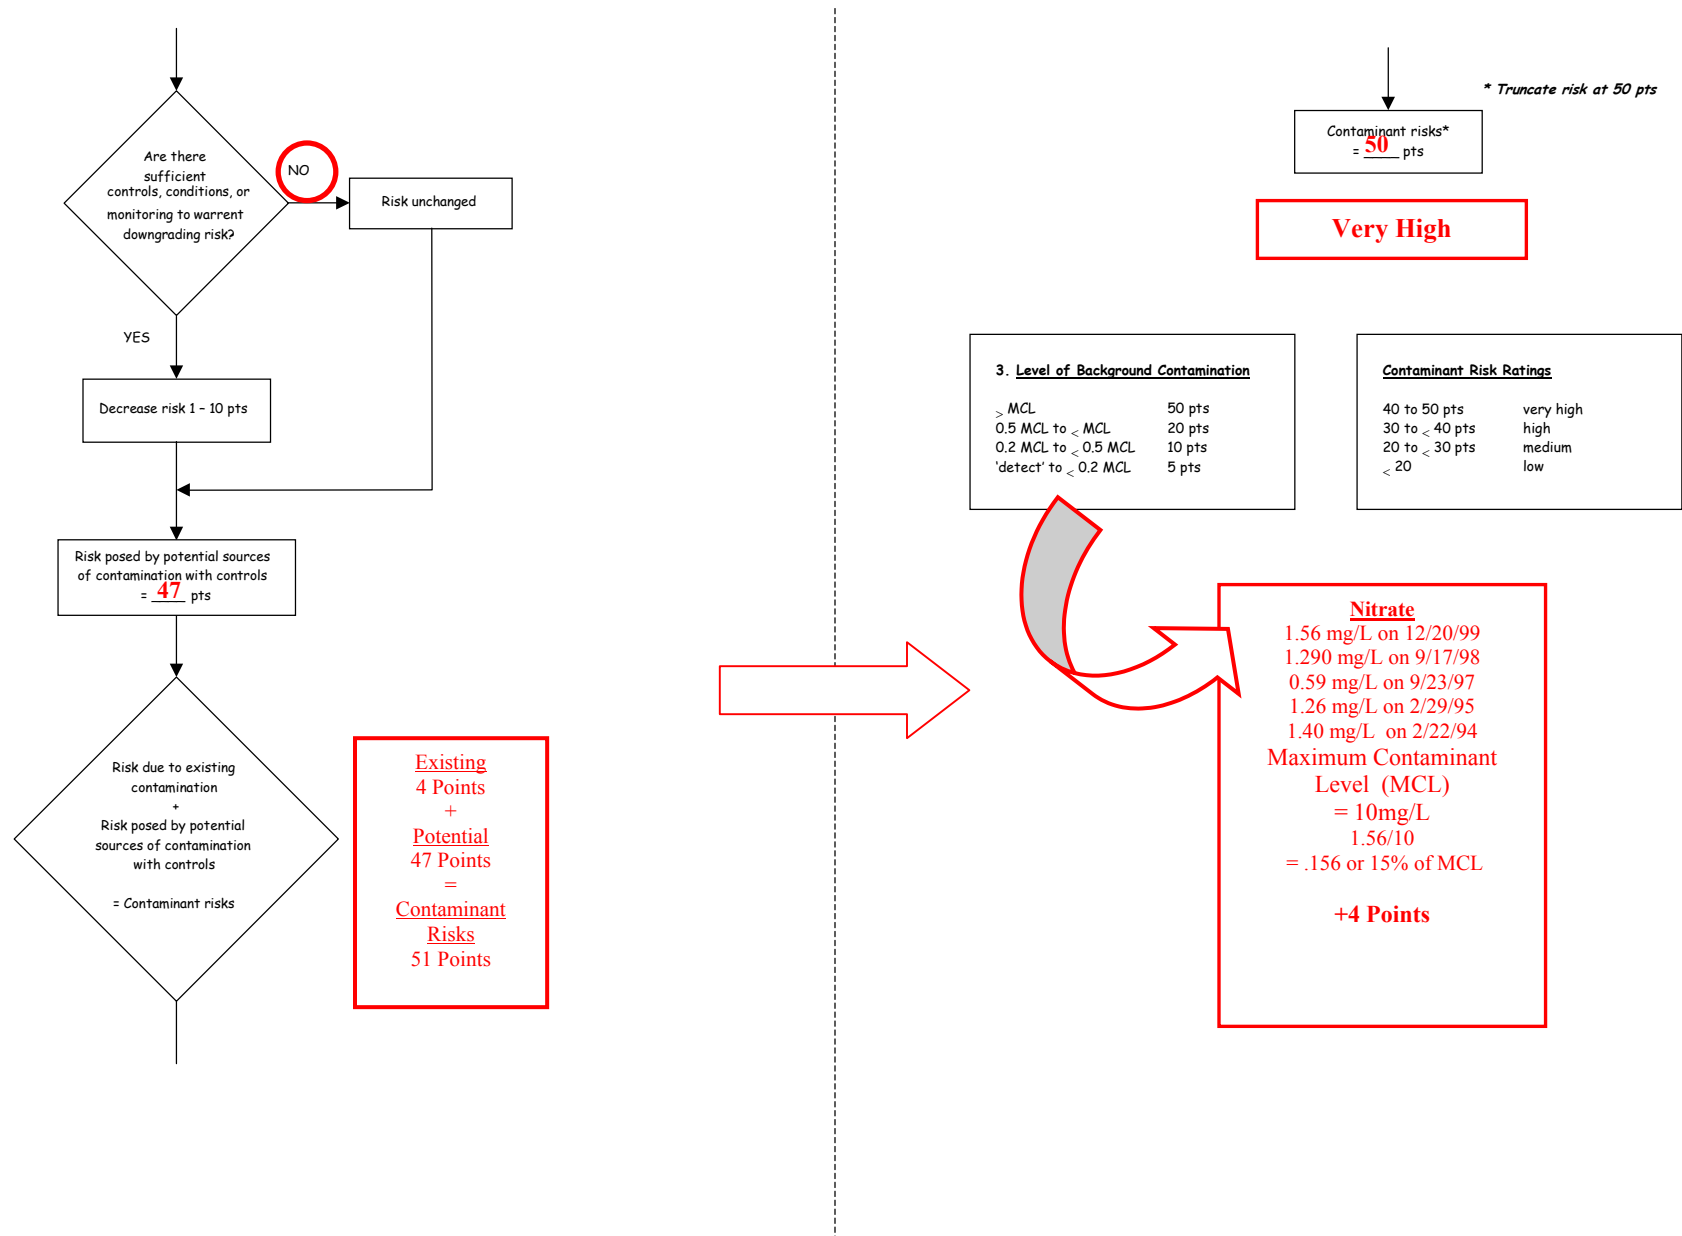 Are there
sufficient
controls, conditions, or
monitoring to warrent
downgrading risk?
NO
Risk unchanged
YES
Decrease risk 1 – 10 pts
Risk posed by potential sources
of contamination with controls
= 47 pts
Risk due to existing
contamination
+
Risk posed by potential
sources of contamination
with controls
= Contaminant risks
Existing
4 Points
+
Potential
47 Points
=
Contaminant
Risks
51 Points
* Truncate risk at 50 pts
Contaminant risks*
= 50 pts
Very High
3. Level of Background Contamination
> MCL 50 pts
0.5 MCL to < MCL 20 pts
0.2 MCL to < 0.5 MCL 10 pts
‘detect’ to < 0.2 MCL 5 pts
Contaminant Risk Ratings
40 to 50 pts very high
30 to < 40 pts high
20 to < 30 pts medium
< 20 low
Nitrate
1.56 mg/L on 12/20/99
1.290 mg/L on 9/17/98
0.59 mg/L on 9/23/97
1.26 mg/L on 2/29/95
1.40 mg/L on 2/22/94
Maximum Contaminant
Level (MCL)
= 10mg/L
1.56/10
= .156 or 15% of MCL
+4 Points